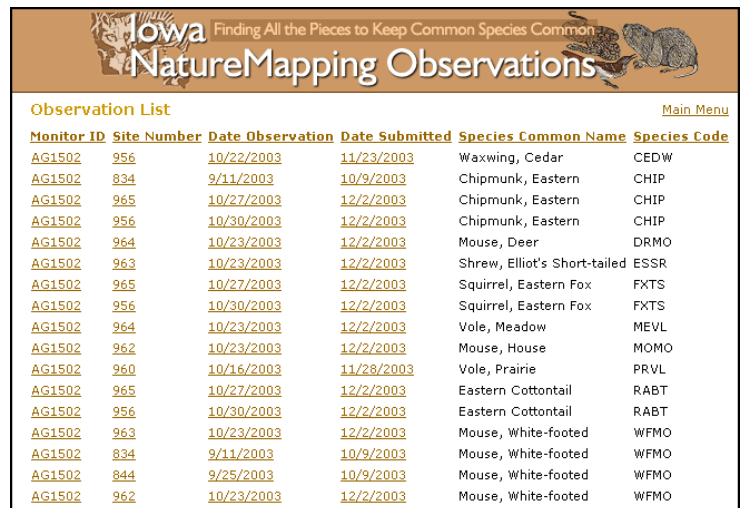 Iowa Finding All the Pieces to Keep Common Species Common
NatureMapping Observations
Observation List Main Menu
Monitor ID Site Number Date Observation Date Submitted Species Common Name Species Code
AG1502 956 10/22/2003 11/23/2003 Waxwing, Cedar CEDW
AG1502 834 9/11/2003 10/9/2003 Chipmunk, Eastern CHIP
AG1502 965 10/27/2003 12/2/2003 Chipmunk, Eastern CHIP
AG1502 956 10/30/2003 12/2/2003 Chipmunk, Eastern CHIP
AG1502 964 10/23/2003 12/2/2003 Mouse, Deer DRMO
AG1502 963 10/23/2003 12/2/2003 Shrew, Elliot's Short-tailed ESSR
AG1502 965 10/27/2003 12/2/2003 Squirrel, Eastern Fox FXTS
AG1502 956 10/30/2003 12/2/2003 Squirrel, Eastern Fox FXTS
AG1502 964 10/23/2003 12/2/2003 Vole, Meadow MEVL
AG1502 962 10/23/2003 12/2/2003 Mouse, House MOMO
AG1502 960 10/16/2003 11/28/2003 Vole, Prairie PRVL
AG1502 965 10/27/2003 12/2/2003 Eastern Cottontail RABT
AG1502 956 10/30/2003 12/2/2003 Eastern Cottontail RABT
AG1502 963 10/23/2003 12/2/2003 Mouse, White-footed WFMO
AG1502 834 9/11/2003 10/9/2003 Mouse, White-footed WFMO
AG1502 844 9/25/2003 10/9/2003 Mouse, White-footed WFMO
AG1502 962 10/23/2003 12/2/2003 Mouse, White-footed WFMO